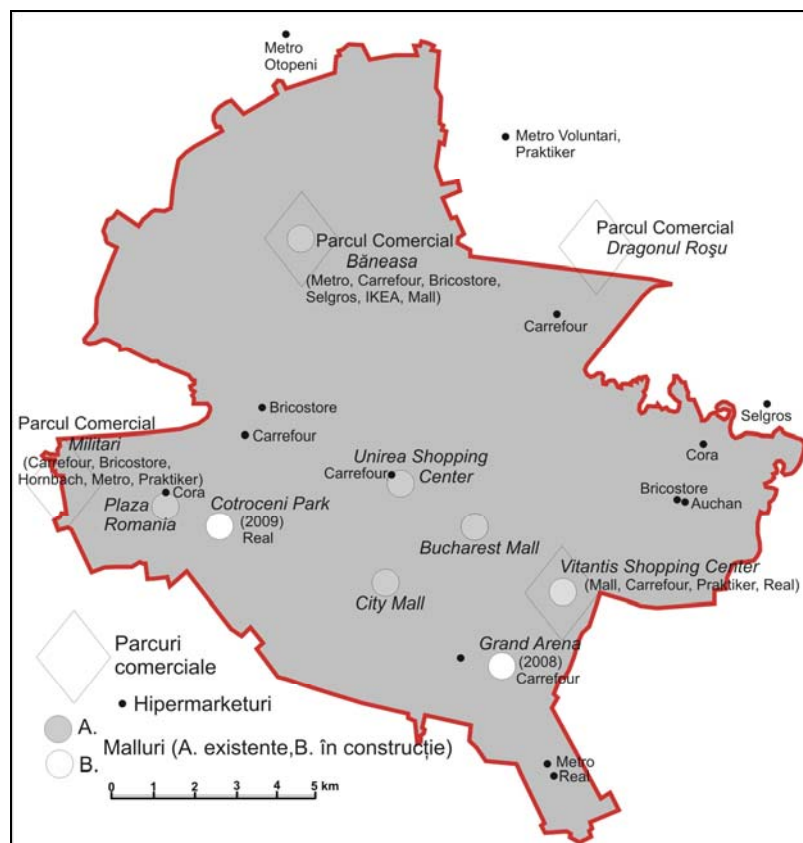 Metro
Otopeni
Metro Voluntari,
Praktiker
Parcul Comercial
Dragonul Roşu
Parcul Comercial
Băneasa
(Metro, Carrefour, Bricostore,
Selgros, IKEA, Mall)
Carrefour
Bricostore
Carrefour
Selgros
Parcul Comercial
Militari
(Carrefour, Bricostore,
Hornbach, Metro, Praktiker)
Cora
Unirea Shopping
Center
Carrefour
Cora
Bricostore
Auchan
Plaza
Romania
Cotroceni Park
(2009)
Real
Bucharest Mall
Vitantis Shopping Center
(Mall, Carrefour, Praktiker, Real)
City Mall
Grand Arena
(2008)
Carrefour
Metro
Real
Parcuri
comerciale
Hipermarketuri
A.
Malluri (A. existente,B. în construcţie)
B.
0 1 2 3 4 5 km